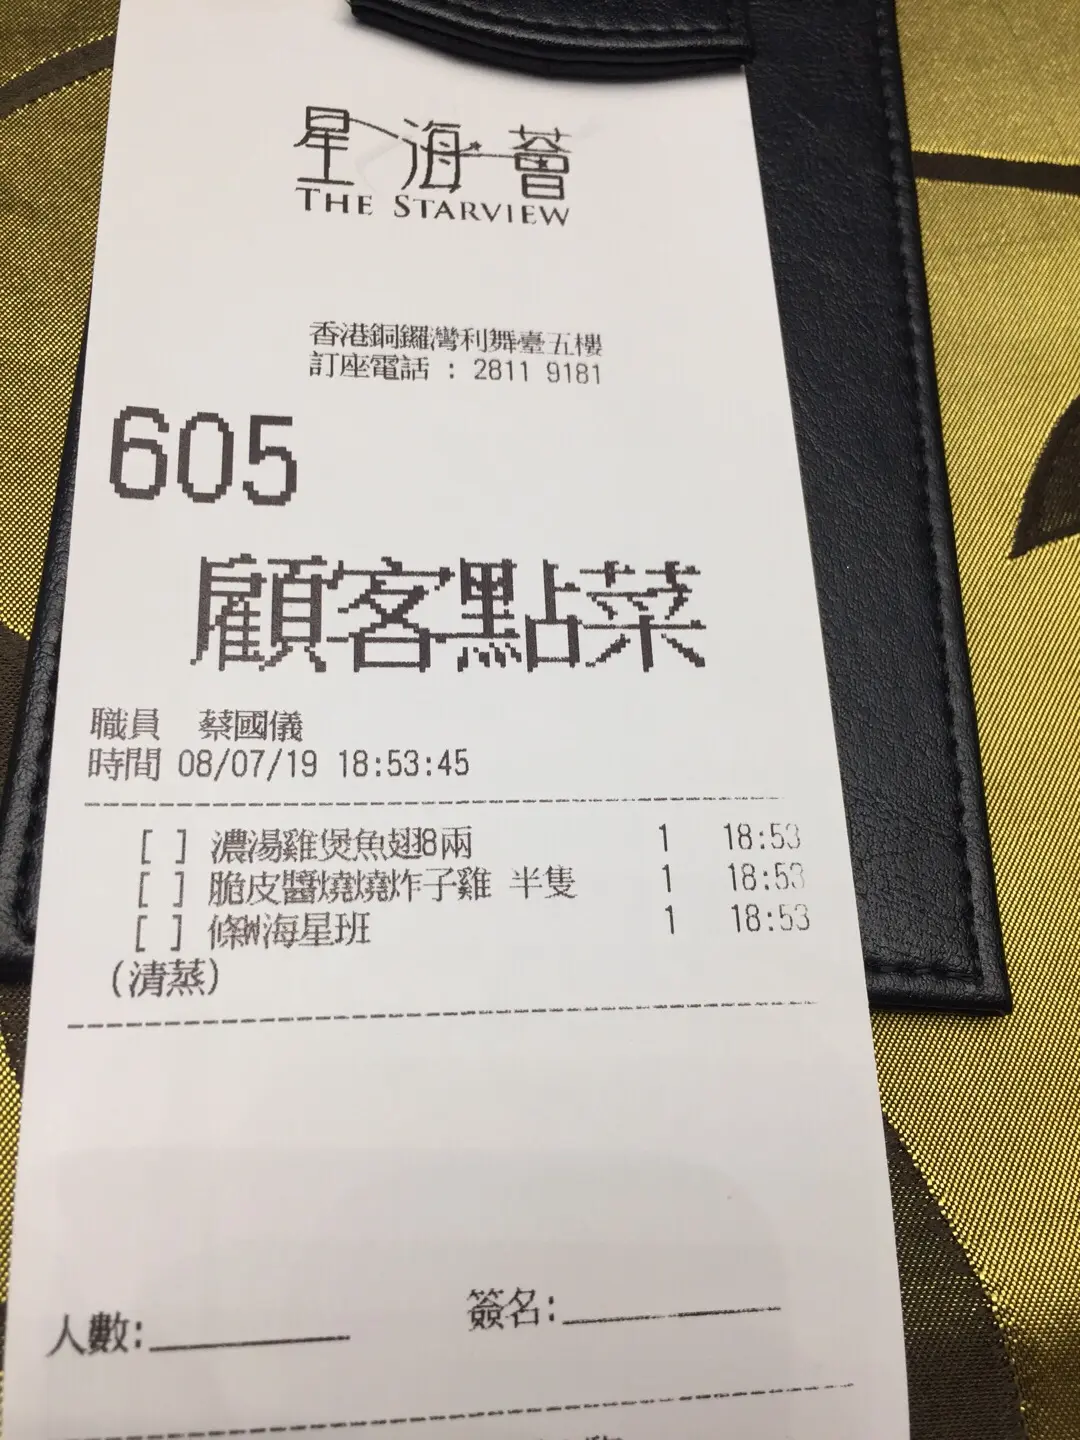 星海薈
THE STARVIEW
香港銅鑼灣利舞臺五樓
訂座電話 : 2811 9181
605
顧客點菜
職員 蔡國儀
時間 08/07/19 18:53:45
[ ] 濃湯雞煲魚翅8兩 1 18:53
[ ] 脆皮醬燒燒炸子雞 半隻 1 18:53
[ ] 條W海星班 1 18:53
(清蒸)
人數:
簽名: